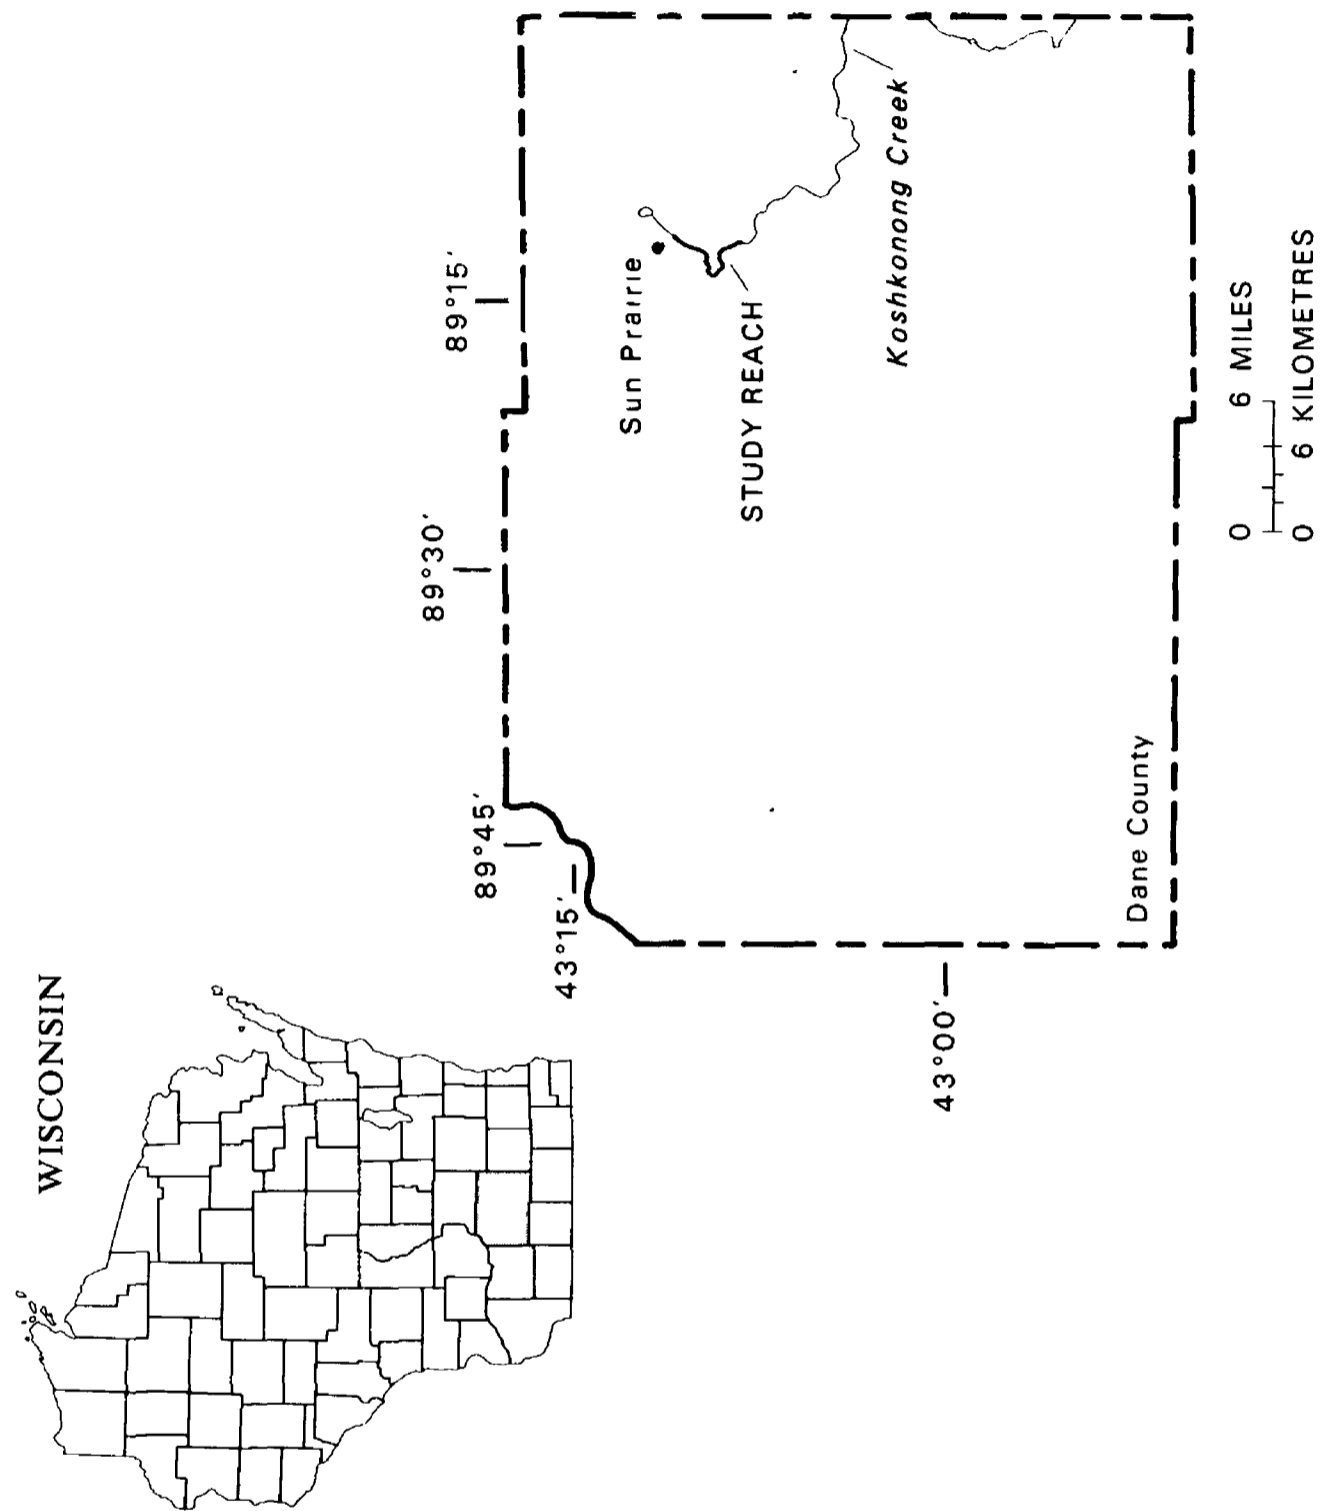 WISCONSIN
89°45′
89°30′
89°15′
43°15′
43°00′
Sun Prairie
STUDY REACH
Koshkonong Creek
Dane County
0 6 MILES
0 6 KILOMETRES